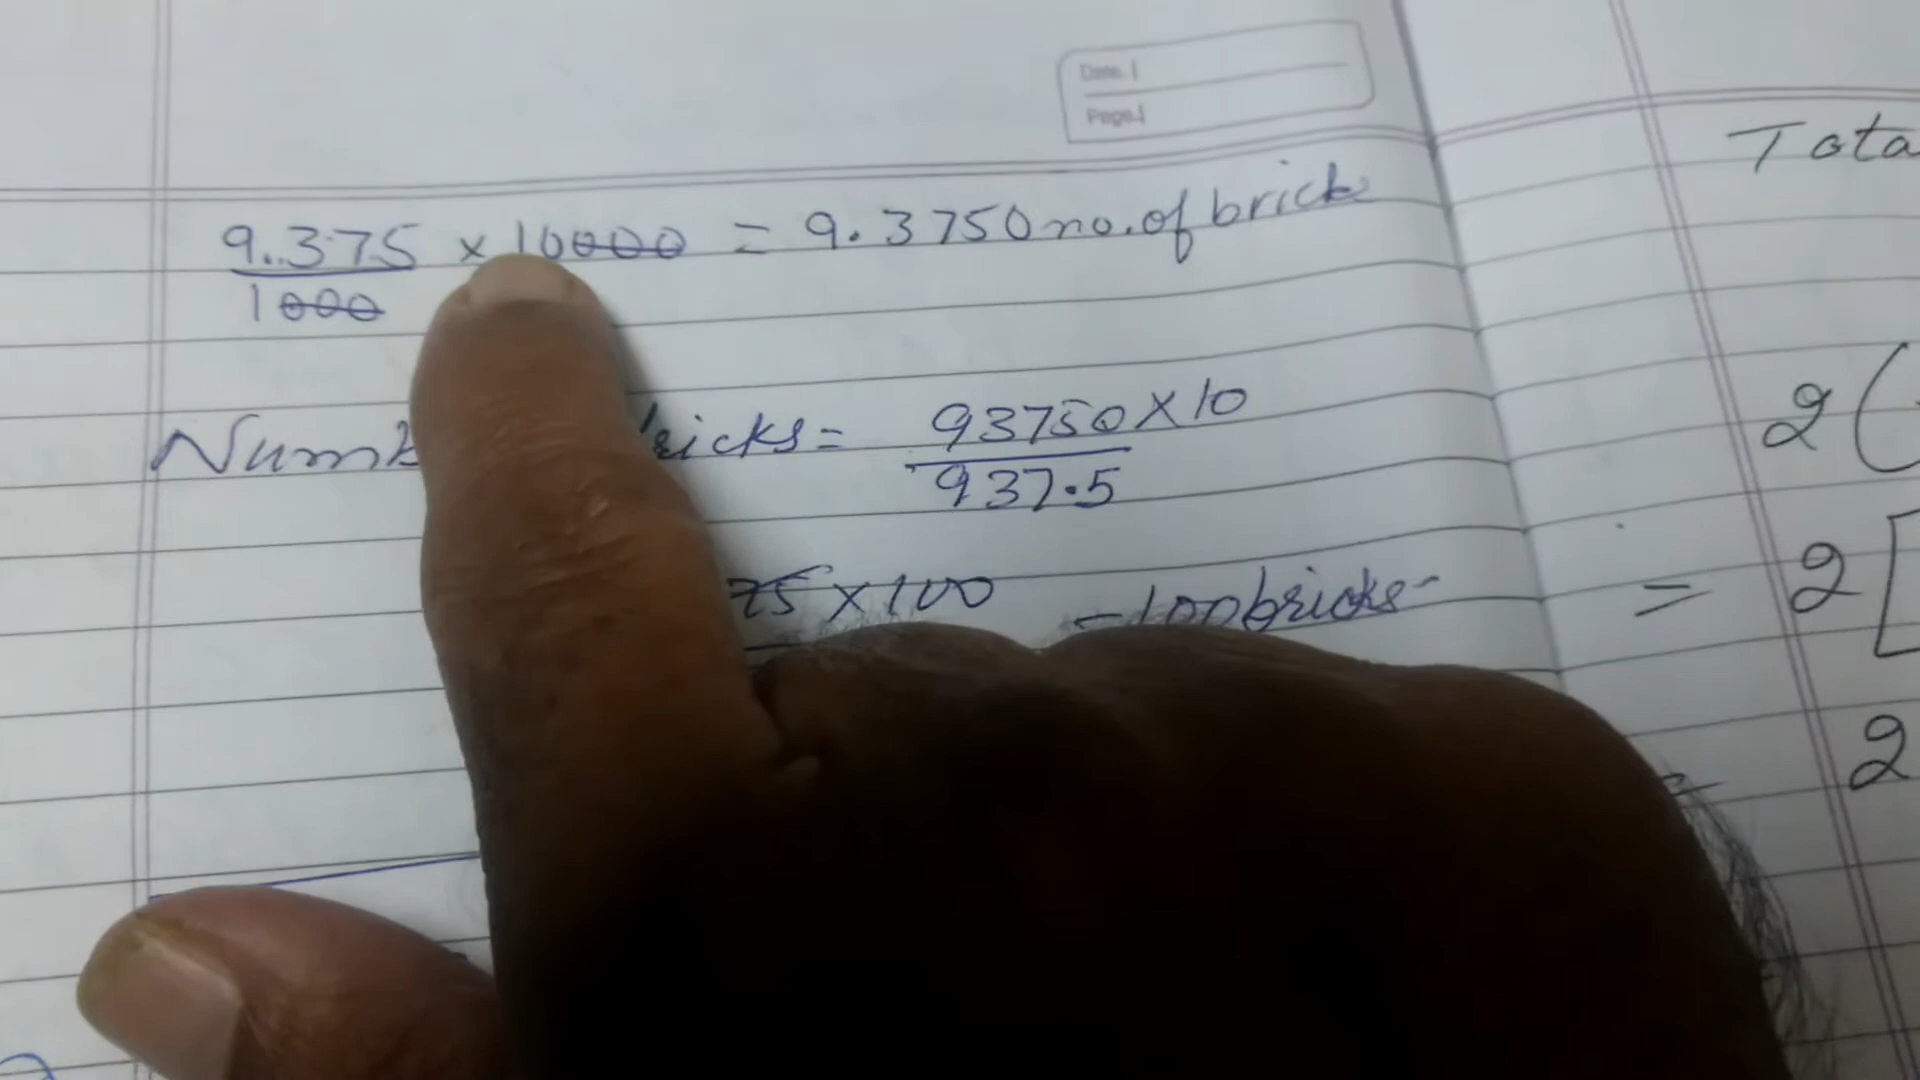 Date.
Page.
9.375 x 10000 = 9.3750 no. of bricks
1000
ricks = 93750 X 10
937.5
75 X 100 - 100 bricks -
Tota
2 (
= 2 [
2